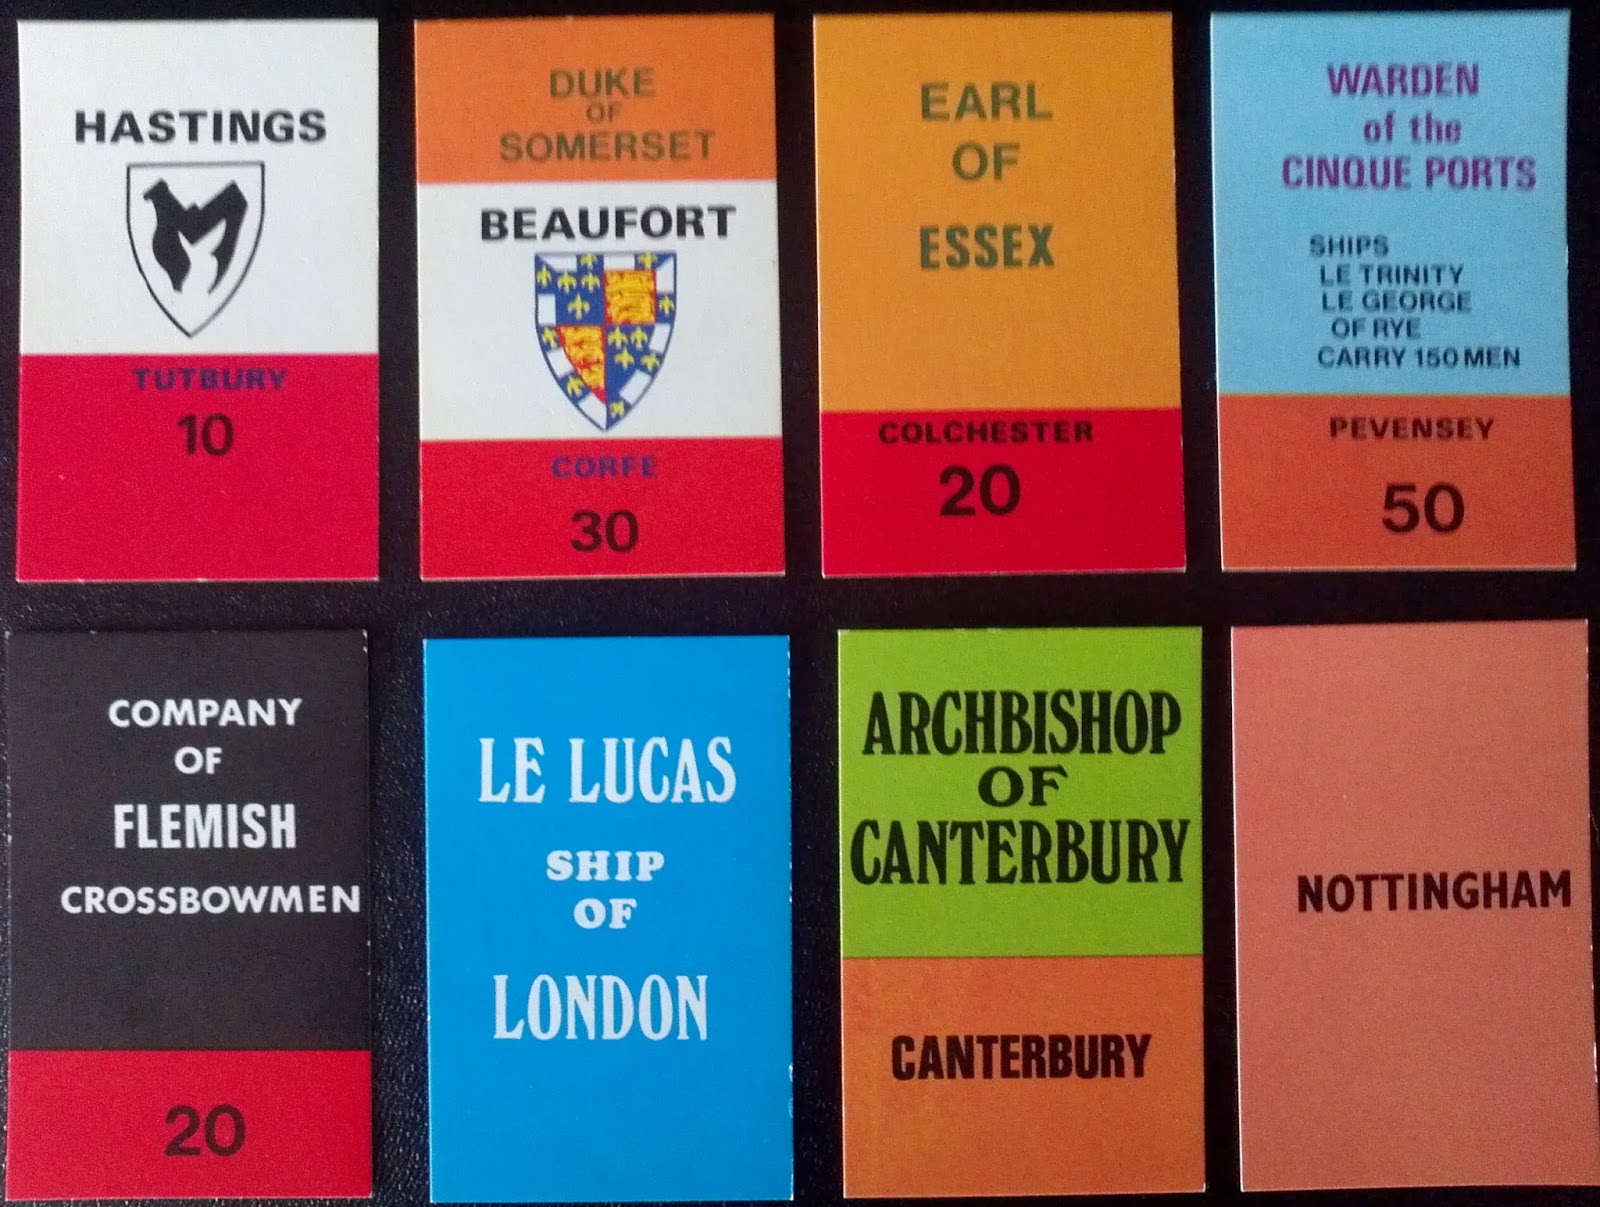 HASTINGS
TUTBURY
10
DUKE
OF
SOMERSET
BEAUFORT
CORFE
30
EARL
OF
ESSEX
COLCHESTER
20
WARDEN
of the
CINQUE PORTS
SHIPS
LE TRINITY
LE GEORGE
OF RYE
CARRY 150 MEN
PEVENSEY
50
COMPANY
OF
FLEMISH
CROSSBOWMEN
20
LE LUCAS
SHIP
OF
LONDON
ARCHBISHOP
OF
CANTERBURY
CANTERBURY
NOTTINGHAM